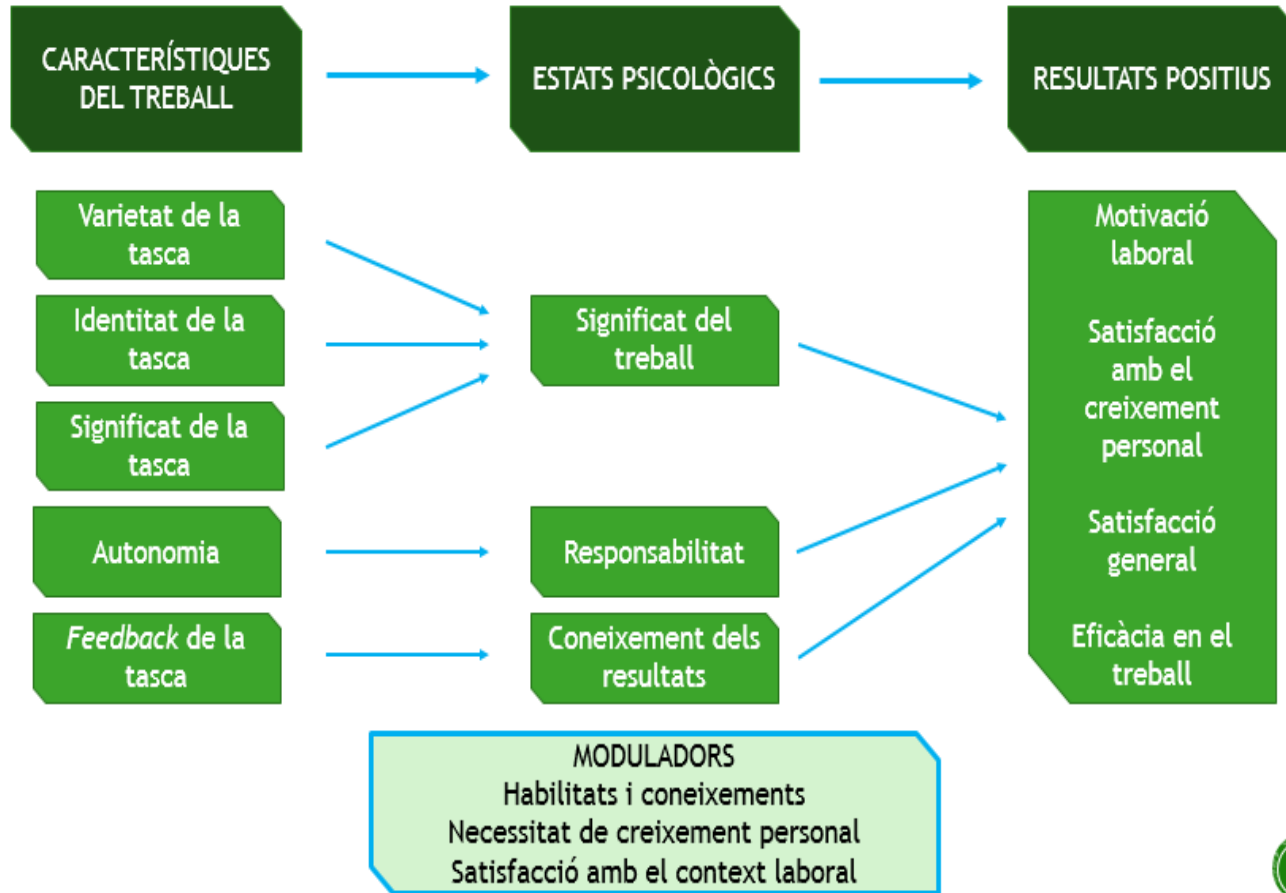 CARACTERÍSTIQUES
DEL TREBALL
ESTATS PSICOLÒGICS
RESULTATS POSITIUS
Varietat de la
tasca
Identitat de la
tasca
Significat de la
tasca
Autonomia
Feedback de la
tasca
Significat del
treball
Responsabilitat
Coneixement dels
resultats
Motivació
laboral
Satisfacció
amb el
creixement
personal
Satisfacció
general
Eficàcia en el
treball
MODULADORS
Habilitats i coneixements
Necessitat de creixement personal
Satisfacció amb el context laboral